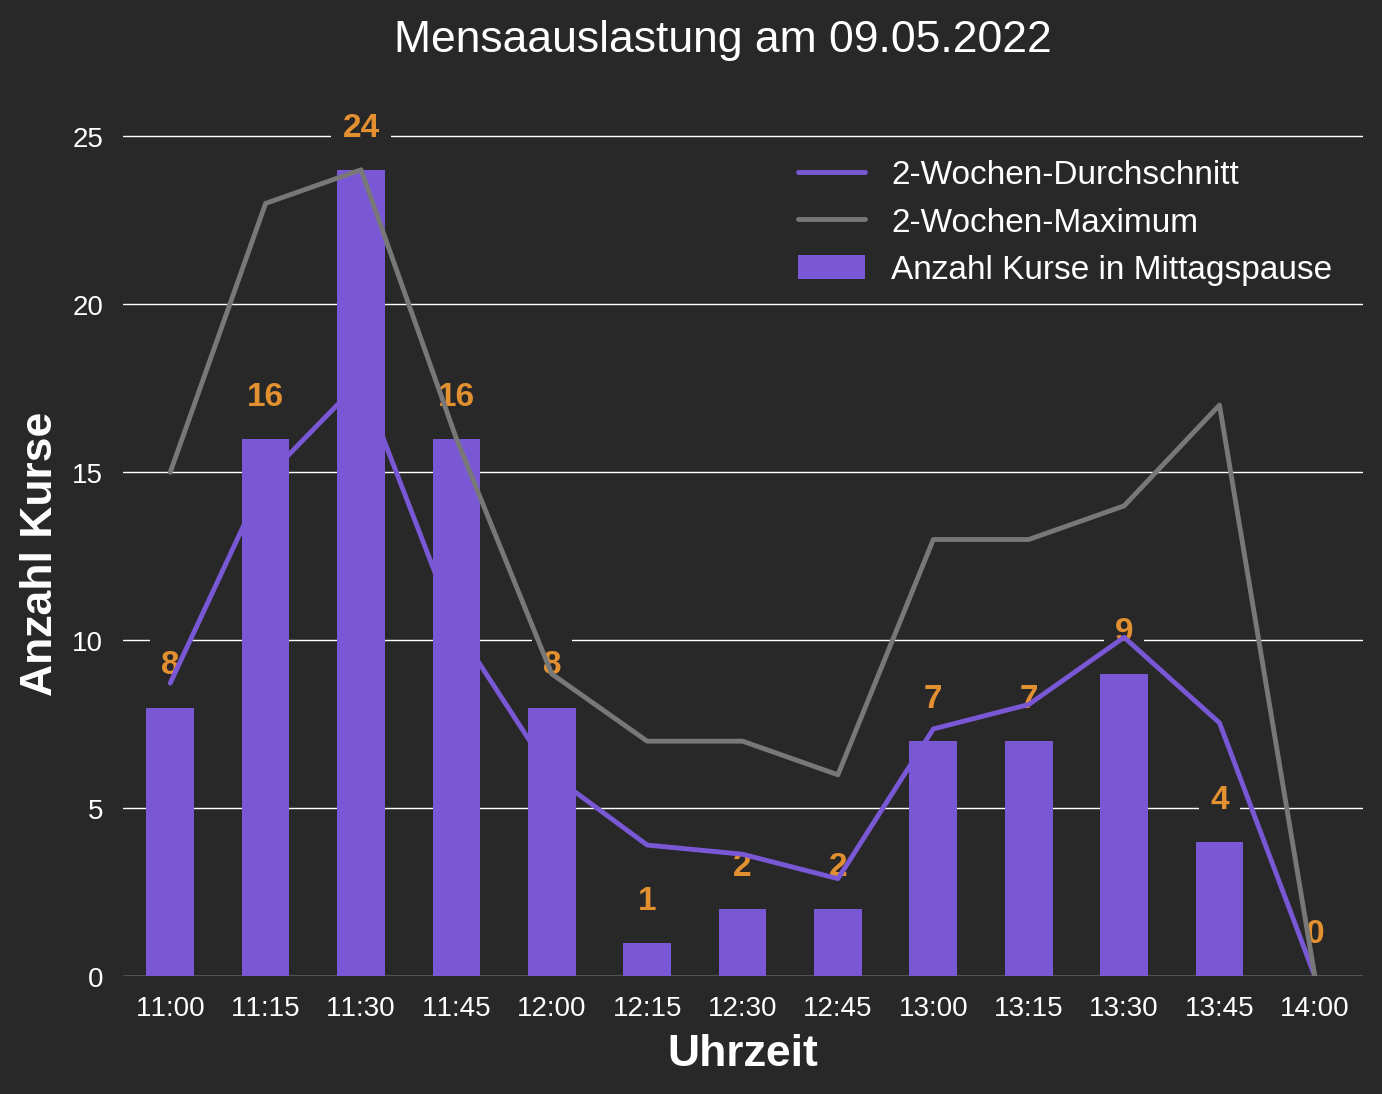 Mensaauslastung am 09.05.2022
2-Wochen-Durchschnitt
2-Wochen-Maximum
Anzahl Kurse in Mittagspause
Anzahl Kurse
25
20
15
10
5
0
8
16
24
16
8
1
2
2
7
7
9
4
0
11:00 11:15 11:30 11:45 12:00 12:15 12:30 12:45 13:00 13:15 13:30 13:45 14:00
Uhrzeit